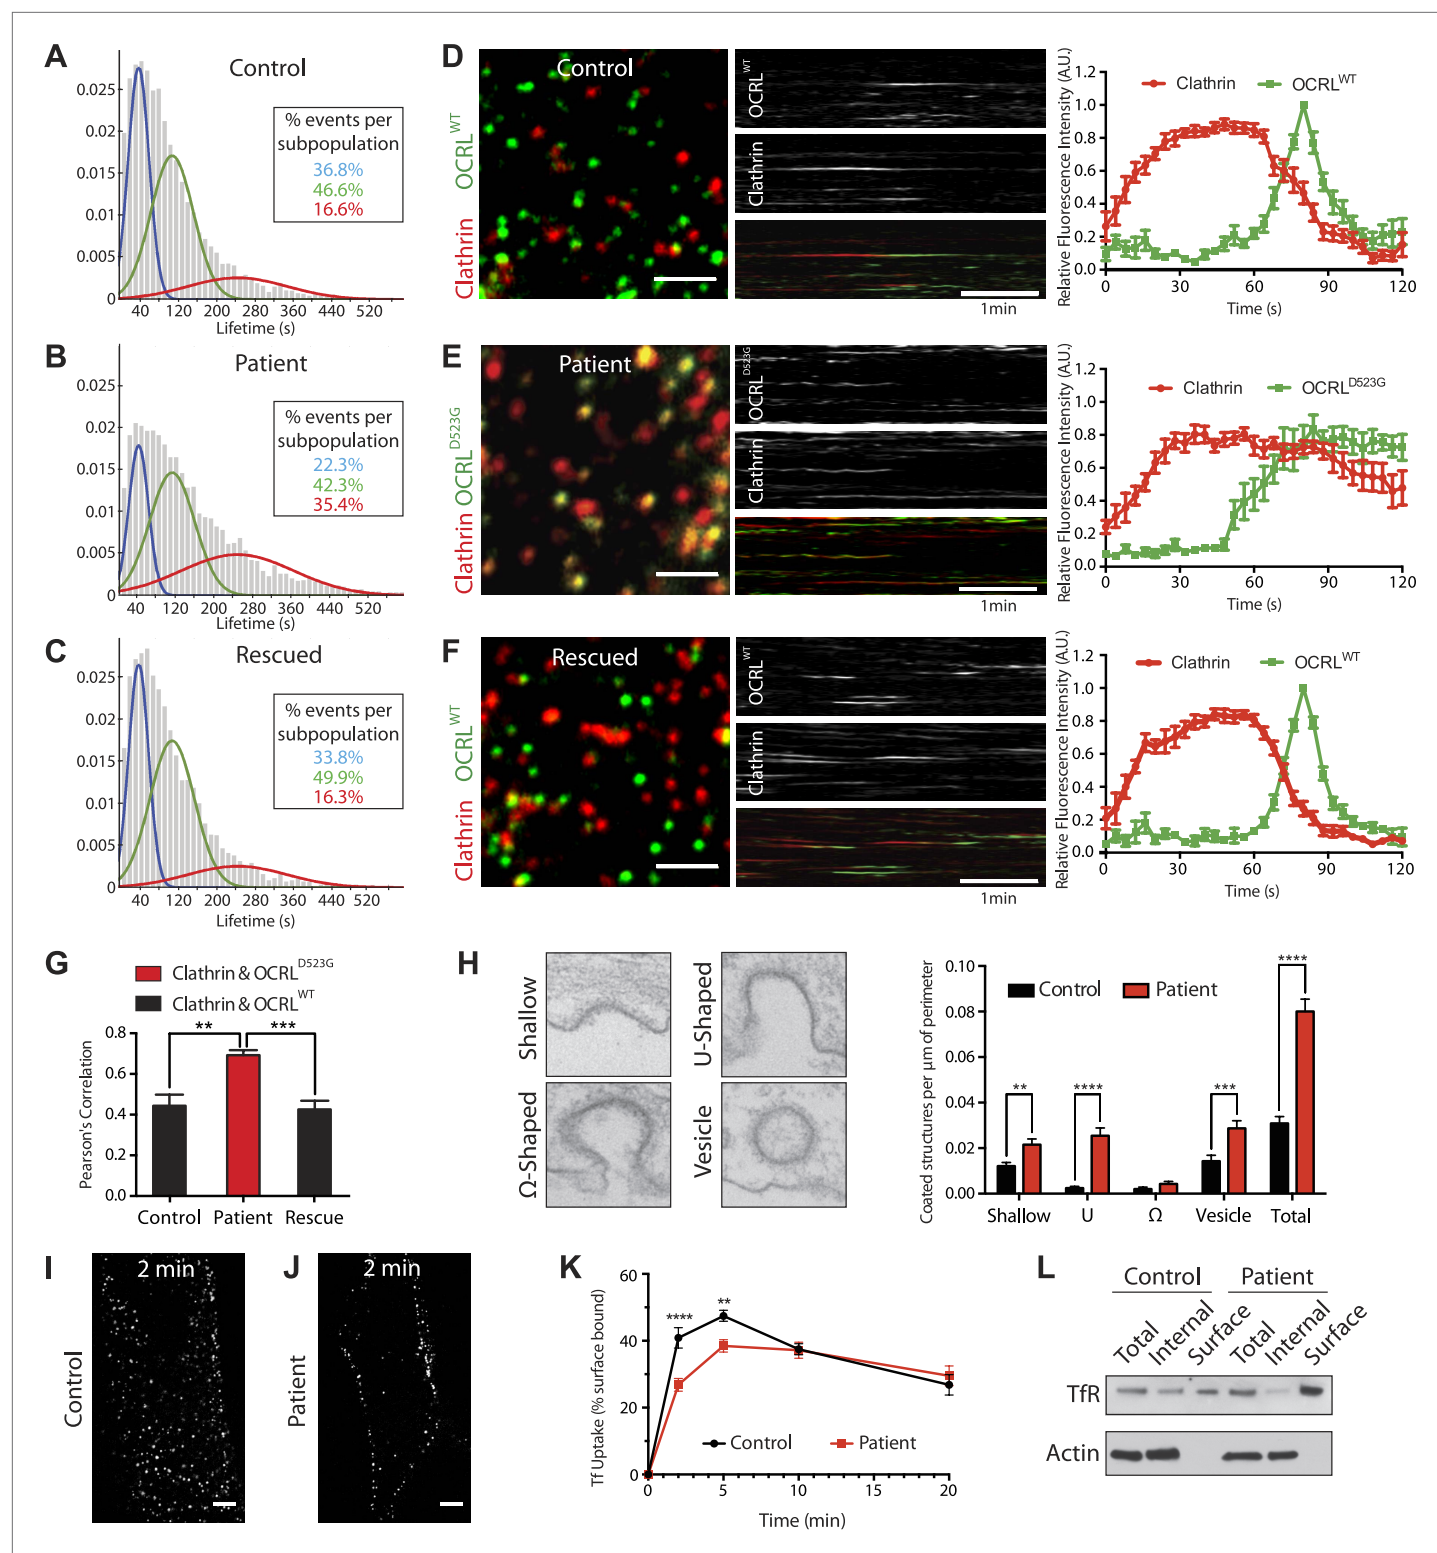 A
Control
0.025
0.02
0.015
0.01
0.005
0
40 120 200 280 360 440 520
Lifetime (s)
% events per
subpopulation
36.8%
46.6%
16.6%
D
Clathrin OCRL^WT
Control
OCRL^WT
Clathrin
1min
Relative Fluorescence Intensity (A.U.)
1.2
1.0
0.8
0.6
0.4
0.2
0.0
Clathrin OCRL^WT
0 30 60 90 120
Time (s)
B
Patient
0.025
0.02
0.015
0.01
0.005
0
40 120 200 280 360 440 520
Lifetime (s)
% events per
subpopulation
22.3%
42.3%
35.4%
E
Clathrin OCRL^D523G
Patient
OCRL^D523G
Clathrin
1min
Relative Fluorescence Intensity (A.U.)
1.2
1.0
0.8
0.6
0.4
0.2
0.0
Clathrin OCRL^D523G
0 30 60 90 120
Time (s)
C
Rescued
0.025
0.02
0.015
0.01
0.005
0
40 120 200 280 360 440 520
Lifetime (s)
% events per
subpopulation
33.8%
49.9%
16.3%
F
Clathrin OCRL^WT
Rescued
OCRL^WT
Clathrin
1min
Relative Fluorescence Intensity (A.U.)
1.2
1.0
0.8
0.6
0.4
0.2
0.0
Clathrin OCRL^WT
0 30 60 90 120
Time (s)
G
Clathrin & OCRL^D523G
Clathrin & OCRL^WT
Pearson's Correlation
0.8
0.6
0.4
0.2
0.0
** ***
Control Patient Rescue
H
Shallow
U-Shaped
Ω-Shaped
Vesicle
Coated structures per μm of perimeter
0.10
0.08
0.06
0.04
0.02
0.00
Control Patient
** **** *** ****
Shallow U Ω Vesicle Total
I
Control
2 min
J
Patient
2 min
K
Tf Uptake (% surface bound)
60
40
20
0
**** **
Control Patient
0 5 10 15 20
Time (min)
L
Control Patient
Total Internal Surface Total Internal Surface
TfR
Actin